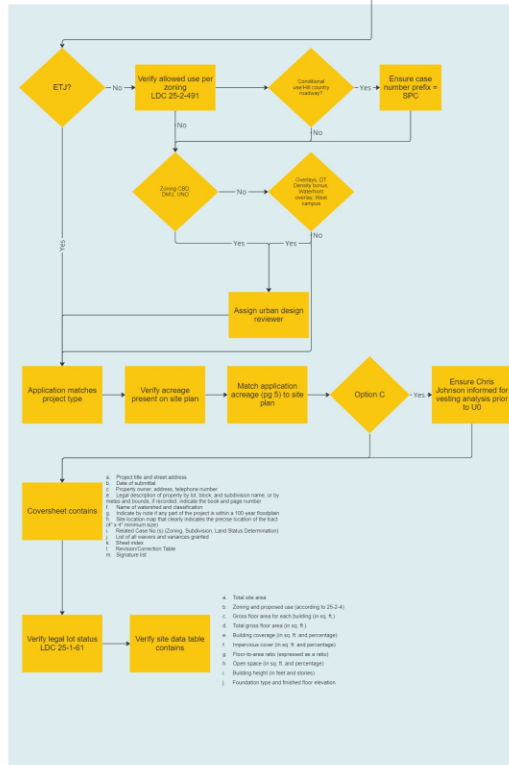 ETJ?
No
Verify allowed use per
zoning
LDC 25-2-491
Conditional
use/Hill country
roadway?
Yes
Ensure case
number prefix =
SPC
No
No
Zoning CBD,
DMU, UNO
No
Overlays, DT
Density bonus,
Waterfront
overlay, West
campus
No
Yes
Yes
Yes
Assign urban design
reviewer
Application matches
project type
Verify acreage
present on site plan
Match application
acreage (pg 5) to site
plan
Option C
Yes
Ensure Chris
Johnson informed for
vesting analysis prior
to U0
Coversheet contains
a. Project title and street address
b. Date of submittal
c. Property owner, address, telephone number
e. Legal description of property by lot, block, and subdivision name, or by
metes and bounds, if recorded, indicate the book and page number
f. Name of watershed and classification
g. Indicate by note if any part of the project is within a 100-year floodplain
h. Site location map that clearly indicates the precise location of the tract
(4" x 4" minimum size)
i. Related Case No.(s) (Zoning, Subdivision, Land Status Determination)
j. List of all waivers and variances granted
k. Sheet index
l. Revision/Correction Table
m. Signature list
Verify legal lot status
LDC 25-1-61
Verify site data table
contains
a. Total site area
b. Zoning and proposed use (according to 25-2-4)
c. Gross floor area for each building (in sq. ft.)
d. Total gross floor area (in sq. ft.)
e. Building coverage (in sq. ft. and percentage)
f. Impervious cover (in sq. ft. and percentage)
g. Floor-to-area ratio (expressed as a ratio)
h. Open space (in sq. ft. and percentage)
i. Building height (in feet and stories)
j. Foundation type and finished floor elevation